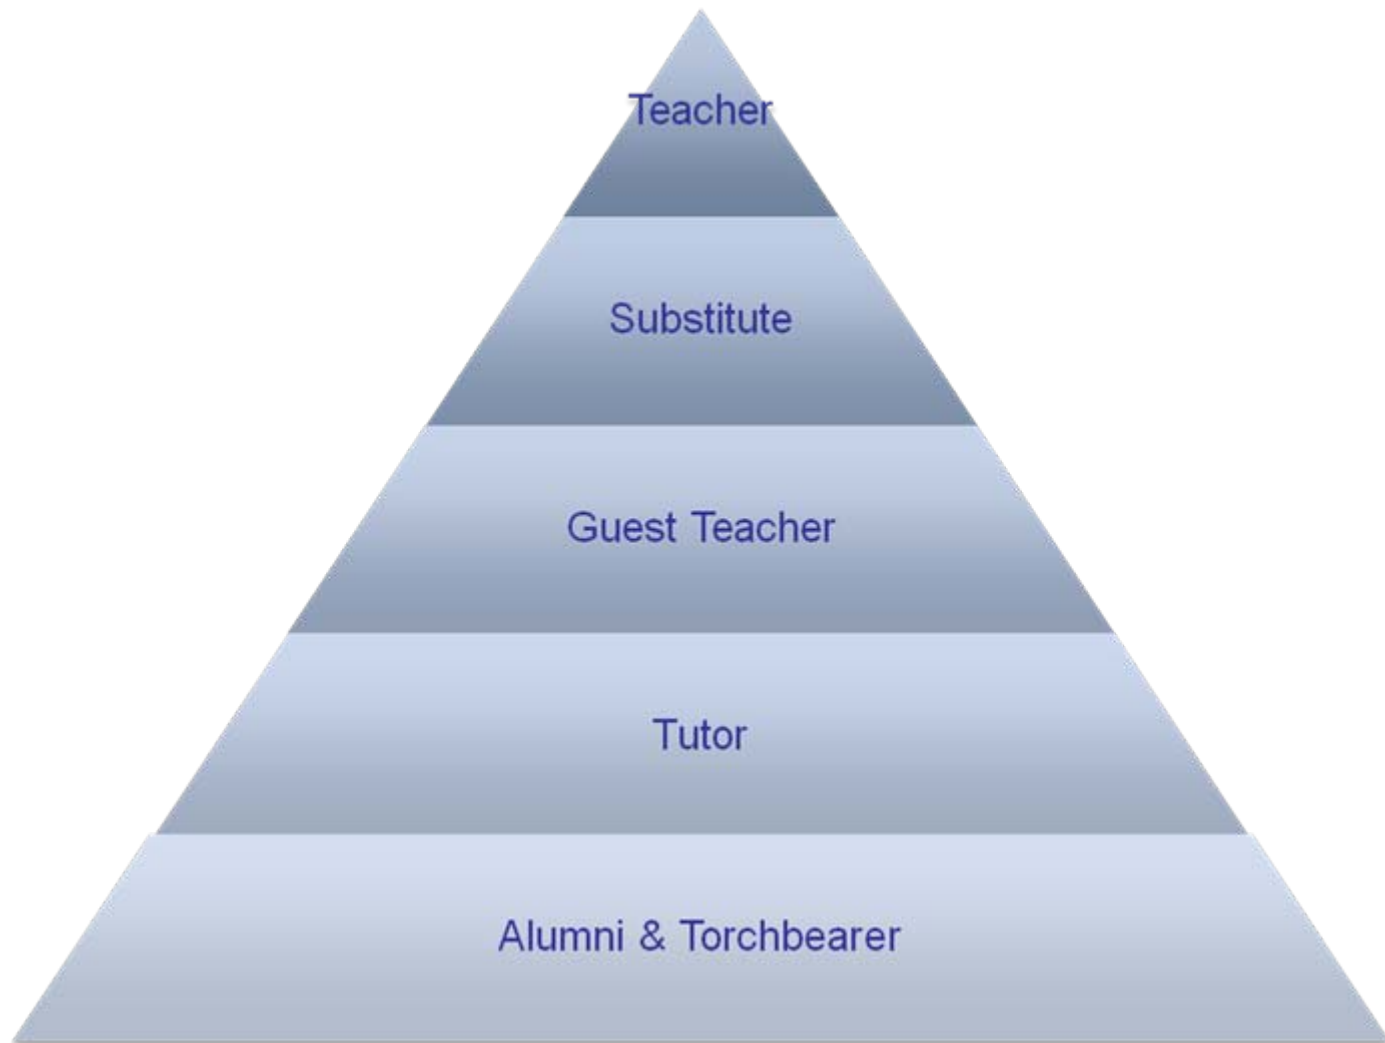 Teacher
Substitute
Guest Teacher
Tutor
Alumni & Torchbearer